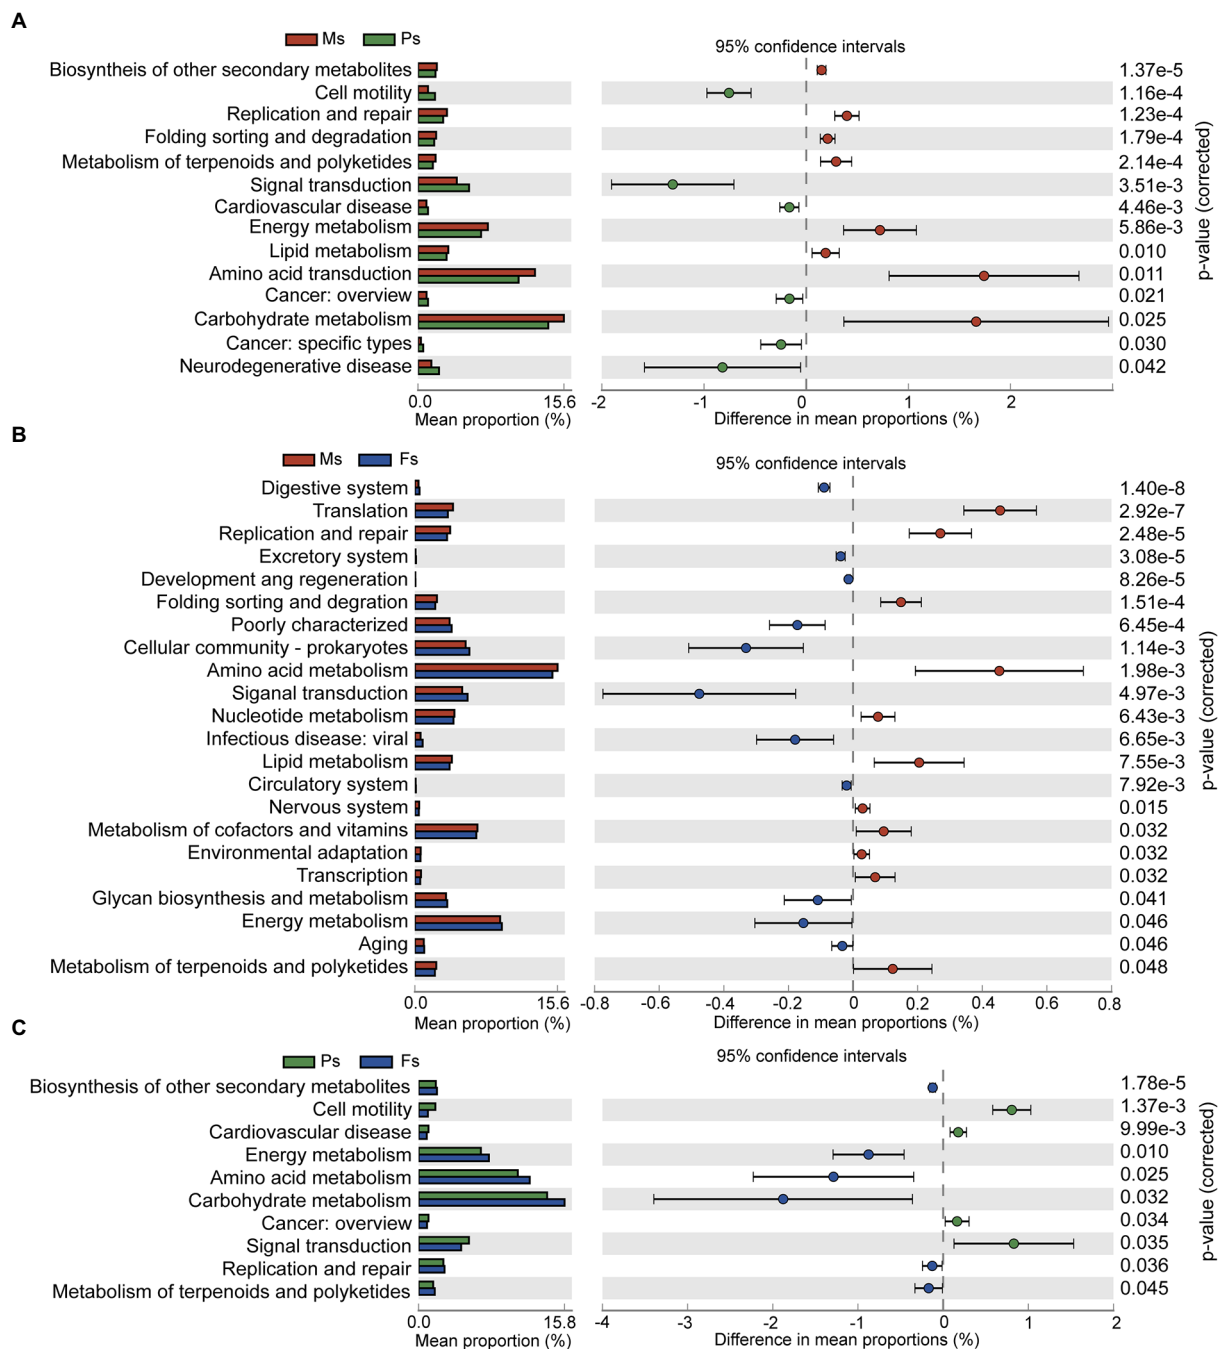 A
Ms Ps
95% confidence intervals
Biosyntheis of other secondary metabolites 1.37e-5
Cell motility 1.16e-4
Replication and repair 1.23e-4
Folding sorting and degradation 1.79e-4
Metabolism of terpenoids and polyketides 2.14e-4
Signal transduction 3.51e-3
Cardiovascular disease 4.46e-3
Energy metabolism 5.86e-3
Lipid metabolism 0.010
Amino acid transduction 0.011
Cancer: overview 0.021
Carbohydrate metabolism 0.025
Cancer: specific types 0.030
Neurodegenerative disease 0.042
p-value (corrected)
0.0 15.6 -2 -1 0 1 2
Mean proportion (%) Difference in mean proportions (%)
B
Ms Fs
95% confidence intervals
Digestive system 1.40e-8
Translation 2.92e-7
Replication and repair 2.48e-5
Excretory system 3.08e-5
Development ang regeneration 8.26e-5
Folding sorting and degration 1.51e-4
Poorly characterized 6.45e-4
Cellular community - prokaryotes 1.14e-3
Amino acid metabolism 1.98e-3
Siganal transduction 4.97e-3
Nucleotide metabolism 6.43e-3
Infectious disease: viral 6.65e-3
Lipid metabolism 7.55e-3
Circulatory system 7.92e-3
Nervous system 0.015
Metabolism of cofactors and vitamins 0.032
Environmental adaptation 0.032
Transcription 0.032
Glycan biosynthesis and metabolism 0.041
Energy metabolism 0.046
Aging 0.046
Metabolism of terpenoids and polyketides 0.048
p-value (corrected)
0.0 15.6 -0.8 -0.6 -0.4 -0.2 0 0.2 0.4 0.6 0.8
Mean proportion (%) Difference in mean proportions (%)
C
Ps Fs
95% confidence intervals
Biosynthesis of other secondary metabolites 1.78e-5
Cell motility 1.37e-3
Cardiovascular disease 9.99e-3
Energy metabolism 0.010
Amino acid metabolism 0.025
Carbohydrate metabolism 0.032
Cancer: overview 0.034
Signal transduction 0.035
Replication and repair 0.036
Metabolism of terpenoids and polyketides 0.045
p-value (corrected)
0.0 15.8 -4 -3 -2 -1 0 1 2
Mean proportion (%) Difference in mean proportions (%)